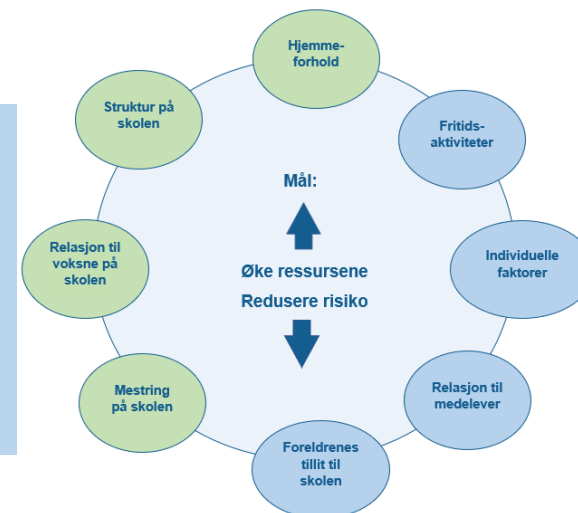 Hjemme-
forhold
Fritids-
aktiviteter
Individuelle
faktorer
Relasjon til
medelever
Foreldrenes
tillit til
skolen
Mestring
på skolen
Relasjon til
voksne på
skolen
Struktur på
skolen
Mål:
Øke ressursene
Redusere risiko